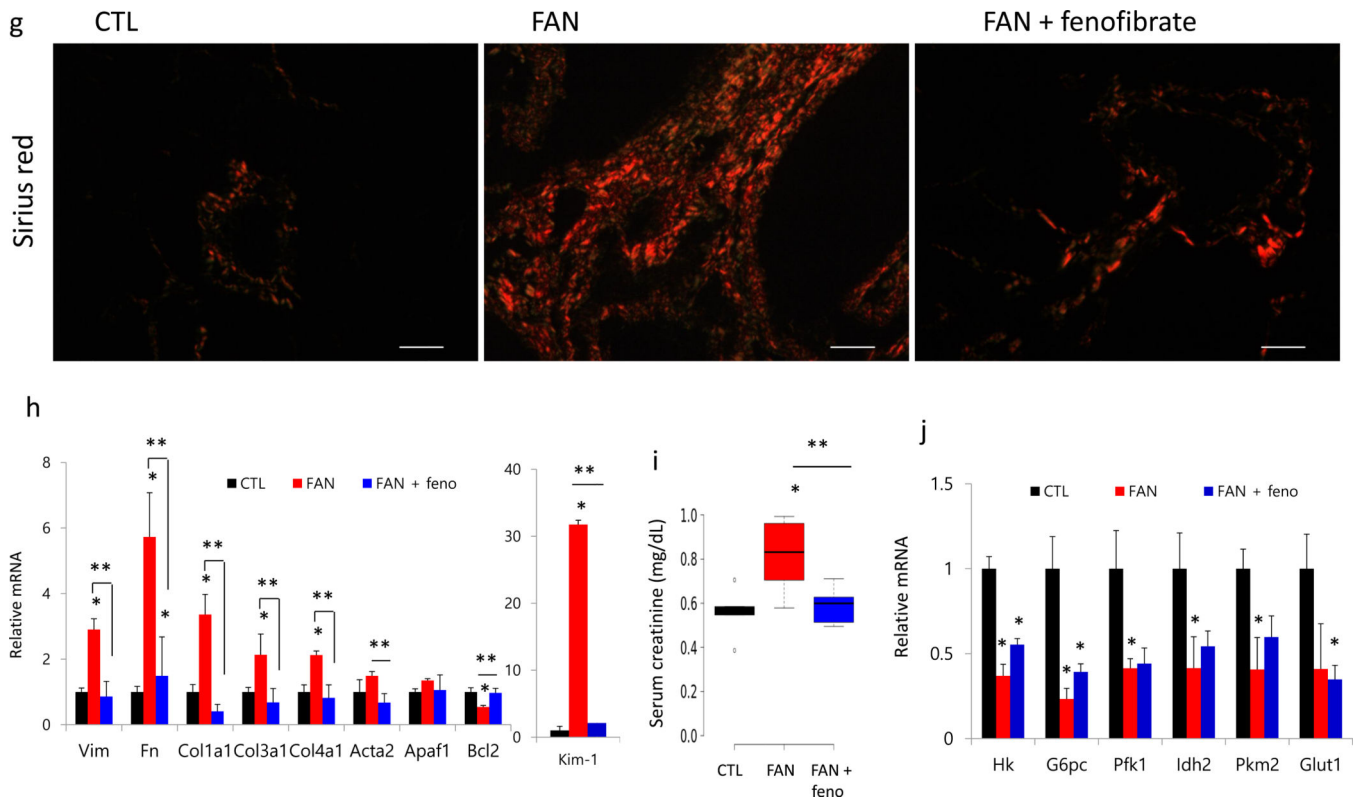 g CTL FAN FAN + fenofibrate
Sirius red
h
Relative mRNA
8
6
4
2
0
CTL FAN FAN + feno
** ** ** ** ** ** **
* * * * * * *
Vim Fn Col1a1 Col3a1 Col4a1 Acta2 Apaf1 Bcl2
40
30
20
10
0
**
*
Kim-1
i
**
*
Serum creatinine (mg/dL)
1.0
0.8
0.6
0.4
0.2
0.0
CTL FAN FAN +
feno
j
Relative mRNA
1.5
1
0.5
0
CTL FAN FAN + feno
* * * * * * * *
Hk G6pc Pfk1 Idh2 Pkm2 Glut1